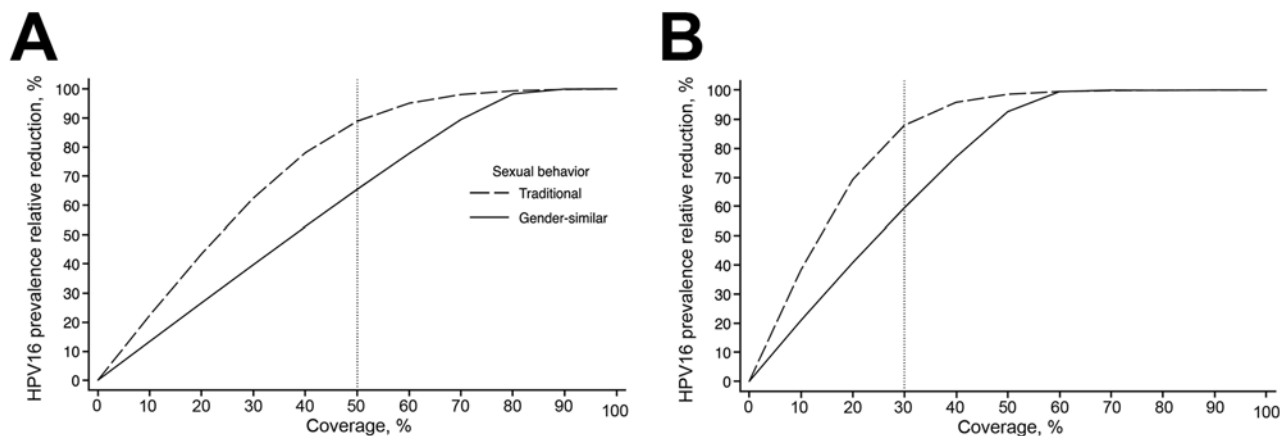 A
HPV16 prevalence relative reduction, %
100
90
80
70
60
50
40
30
20
10
0
Sexual behavior
Traditional
Gender-similar
0 10 20 30 40 50 60 70 80 90 100
Coverage, %
B
HPV16 prevalence relative reduction, %
100
90
80
70
60
50
40
30
20
10
0
0 10 20 30 40 50 60 70 80 90 100
Coverage, %